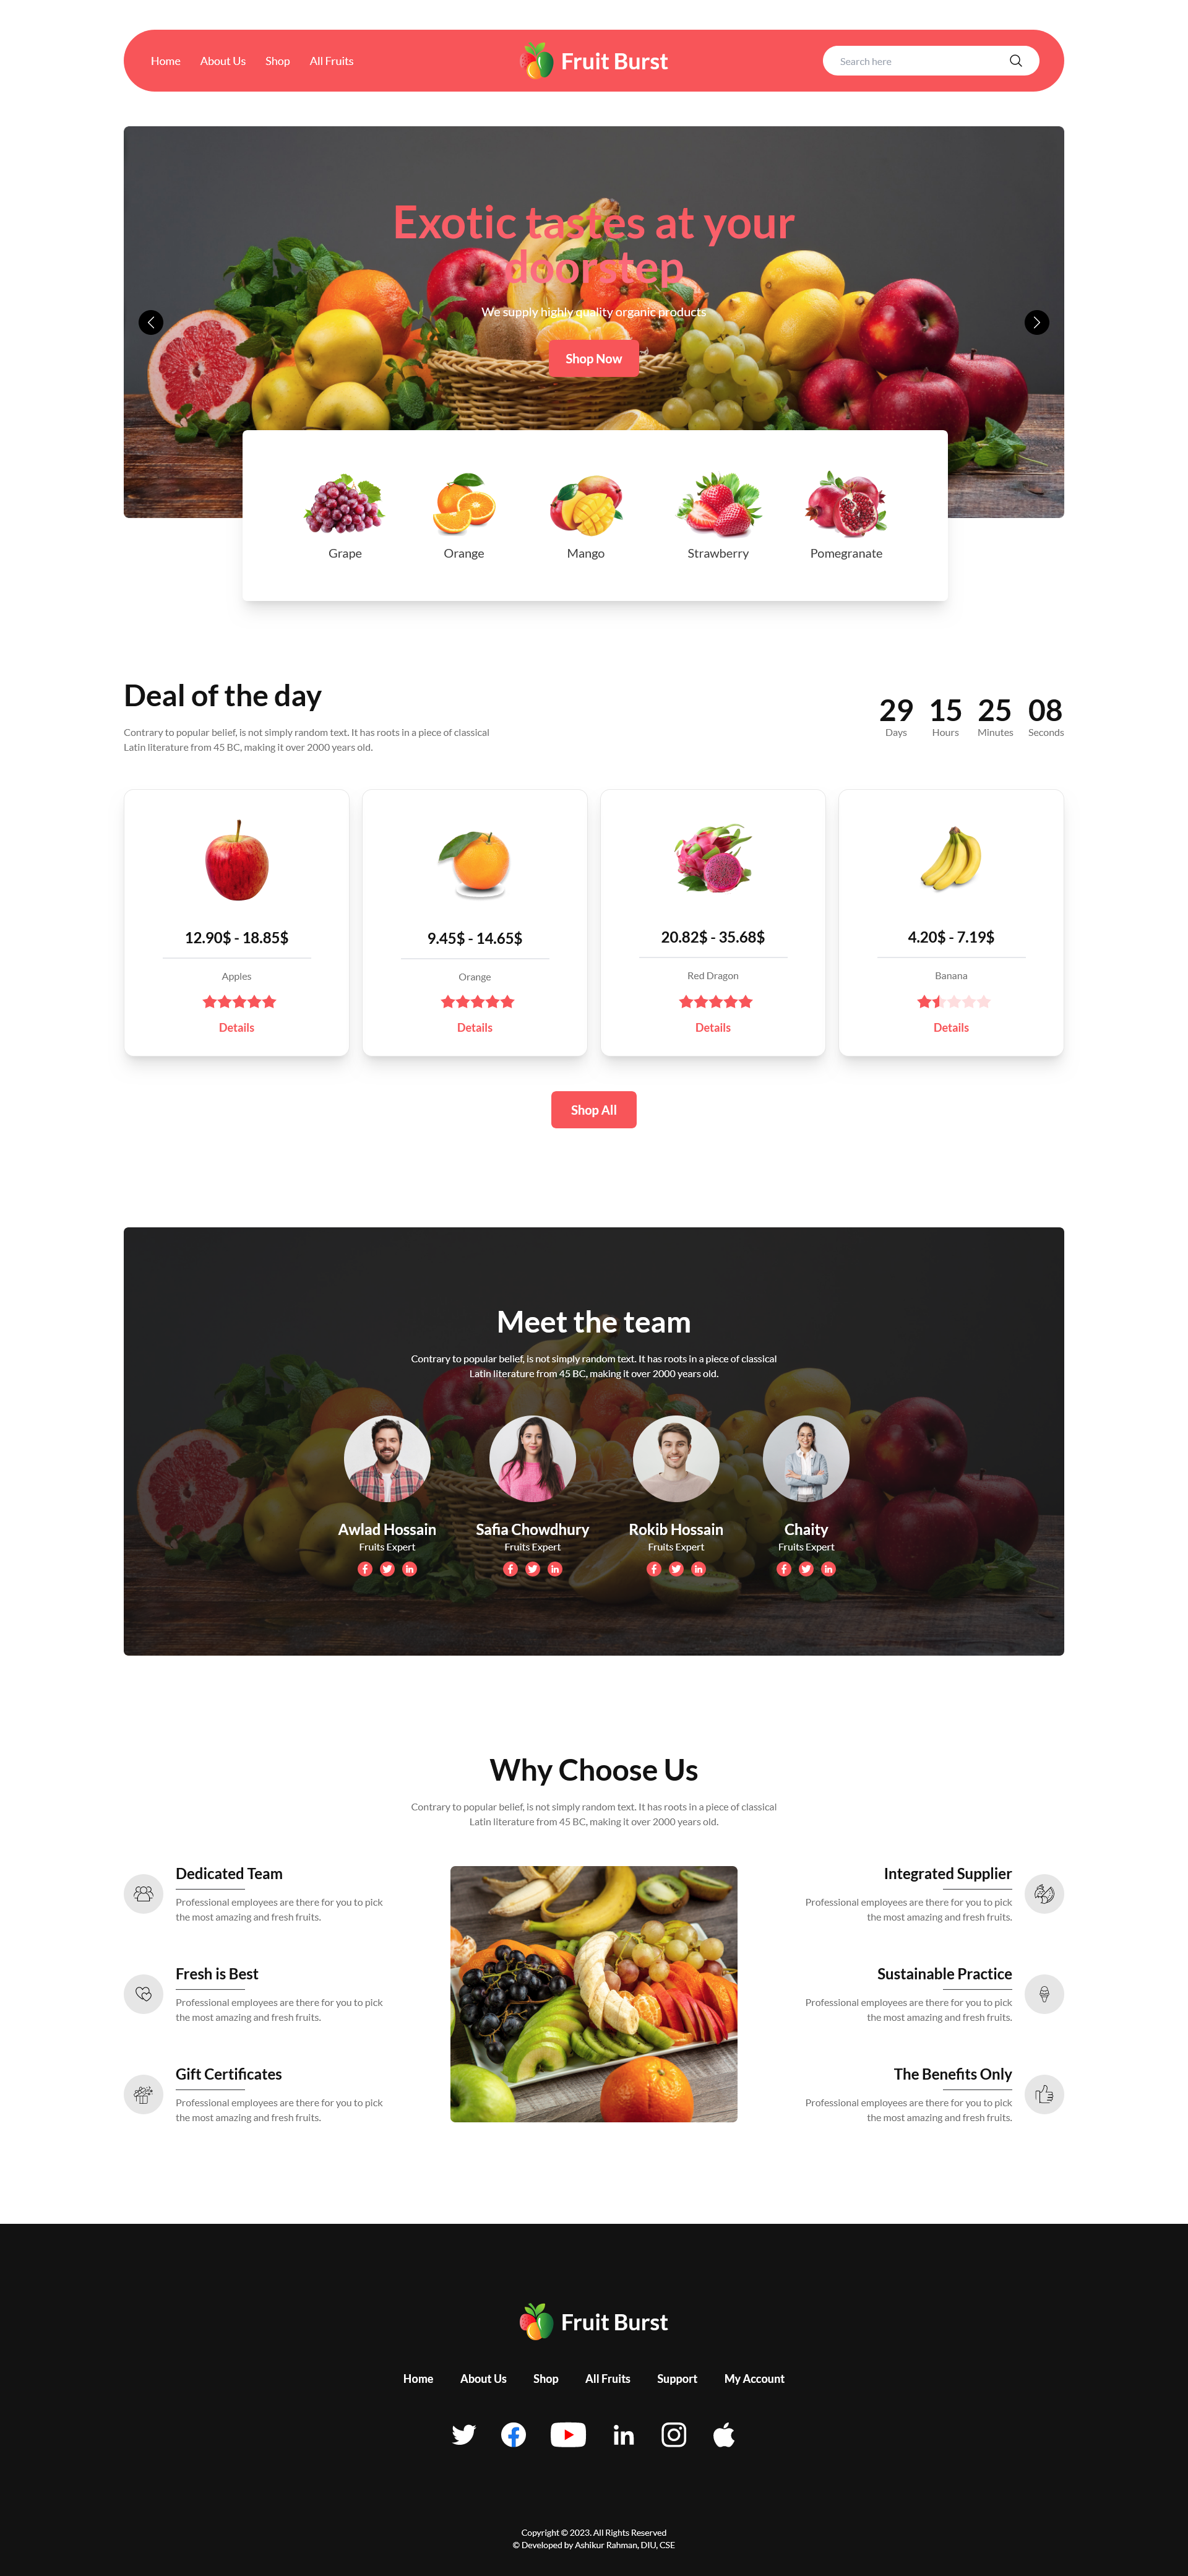 Home About Us Shop All Fruits Fruit Burst Search here
Exotic tastes at your
doorstep
We supply highly quality organic products
Shop Now
Grape Orange Mango Strawberry Pomegranate
Deal of the day
Contrary to popular belief, is not simply random text. It has roots in a piece of classical
Latin literature from 45 BC, making it over 2000 years old.
29 15 25 08
Days Hours Minutes Seconds
12.90$ - 18.85$
Apples
Details
9.45$ - 14.65$
Orange
Details
20.82$ - 35.68$
Red Dragon
Details
4.20$ - 7.19$
Banana
Details
Shop All
Meet the team
Contrary to popular belief, is not simply random text. It has roots in a piece of classical
Latin literature from 45 BC, making it over 2000 years old.
Awlad Hossain
Fruits Expert
Safia Chowdhury
Fruits Expert
Rokib Hossain
Fruits Expert
Chaity
Fruits Expert
Why Choose Us
Contrary to popular belief, is not simply random text. It has roots in a piece of classical
Latin literature from 45 BC, making it over 2000 years old.
Dedicated Team
Professional employees are there for you to pick
the most amazing and fresh fruits.
Fresh is Best
Professional employees are there for you to pick
the most amazing and fresh fruits.
Gift Certificates
Professional employees are there for you to pick
the most amazing and fresh fruits.
Integrated Supplier
Professional employees are there for you to pick
the most amazing and fresh fruits.
Sustainable Practice
Professional employees are there for you to pick
the most amazing and fresh fruits.
The Benefits Only
Professional employees are there for you to pick
the most amazing and fresh fruits.
Fruit Burst
Home About Us Shop All Fruits Support My Account
Copyright © 2023. All Rights Reserved
© Developed by Ashikur Rahman, DIU, CSE